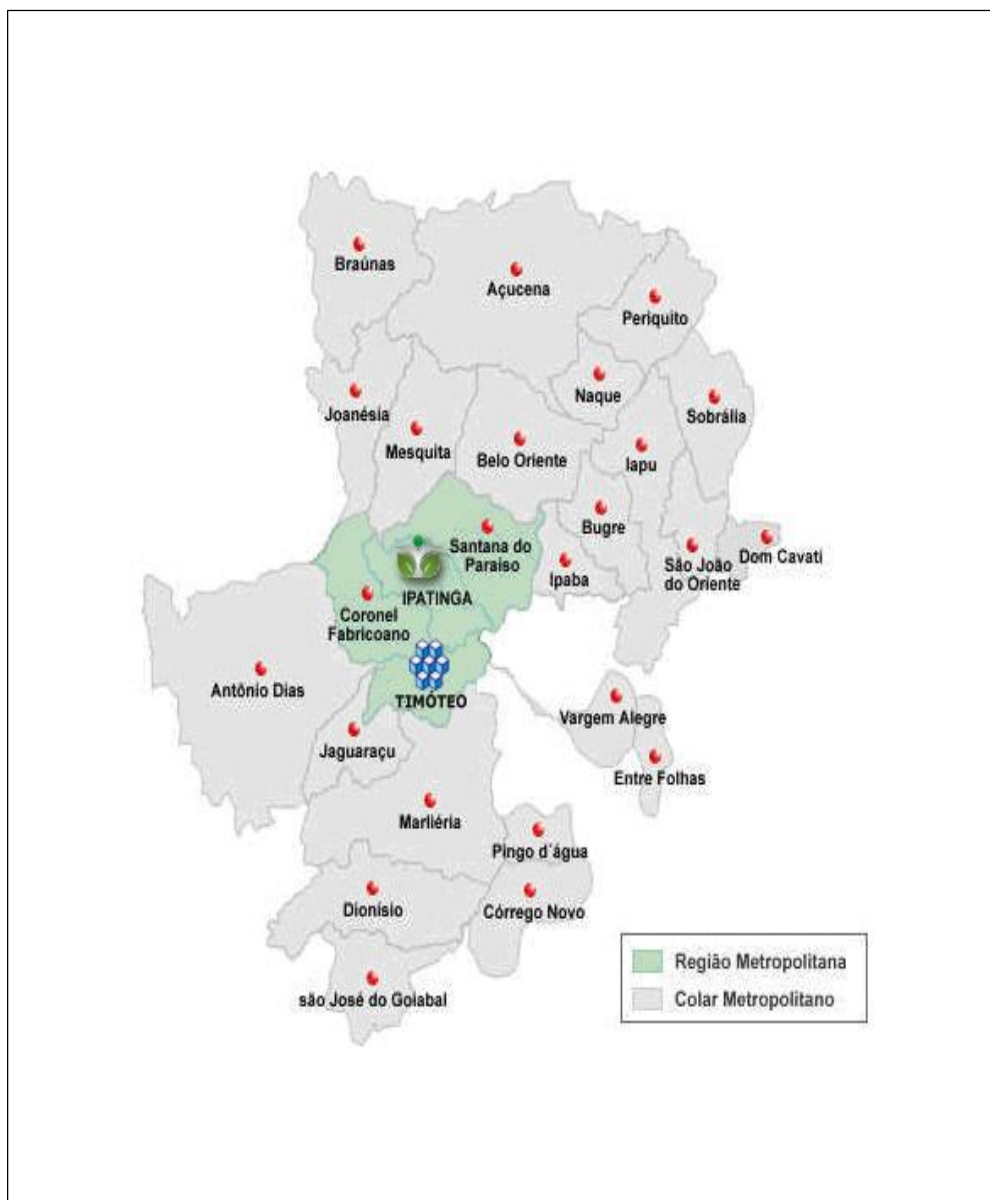 Braúnas
Açucena
Periquito
Naque
Joanésia
Sobrália
Mesquita
Belo Oriente
Iapu
Bugre
Santana do
Paraíso
Ipaba
São João
do Oriente
Dom Cavati
IPATINGA
Coronel
Fabricoano
Antônio Dias
TIMÓTEO
Vargem Alegre
Jaguaraçu
Entre Folhas
Marliéria
Pingo d´água
Dionísio
Córrego Novo
são José do Goiabal
Região Metropolitana
Colar Metropolitano